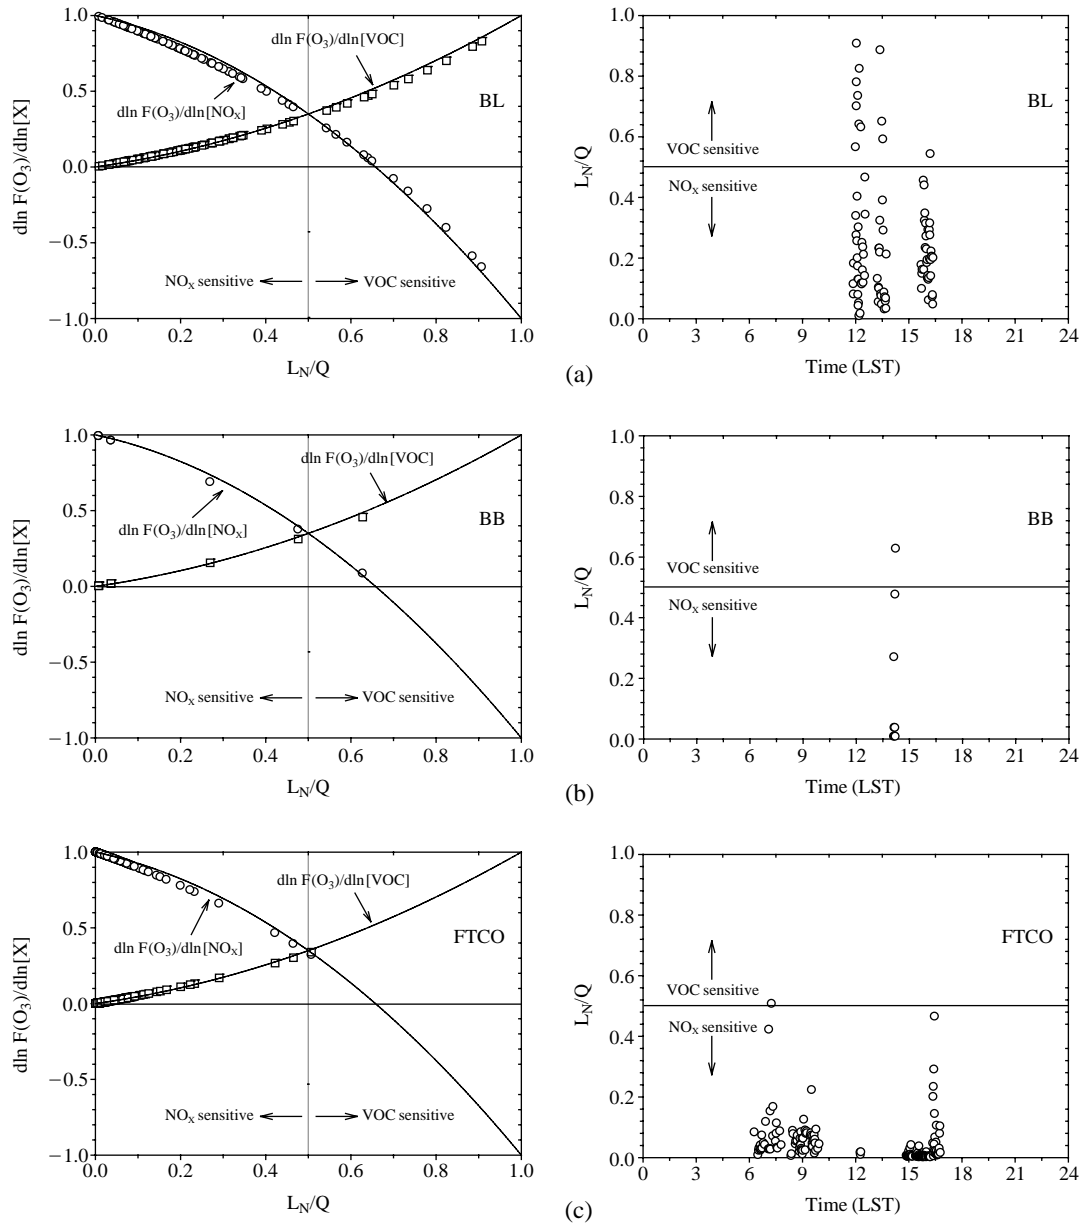 1.0
0.5
0.0
−0.5
−1.0
dln F(O₃)/dln[X]
dln F(O₃)/dln[VOC]
dln F(O₃)/dln[NOₓ]
BL
NOₓ sensitive
VOC sensitive
0.0 0.2 0.4 0.6 0.8 1.0
L_N/Q
1.0
0.8
0.6
0.4
0.2
0.0
L_N/Q
BL
VOC sensitive
NOₓ sensitive
0 3 6 9 12 15 18 21 24
Time (LST)
(a)
1.0
0.5
0.0
−0.5
−1.0
dln F(O₃)/dln[X]
dln F(O₃)/dln[VOC]
dln F(O₃)/dln[NOₓ]
BB
NOₓ sensitive
VOC sensitive
0.0 0.2 0.4 0.6 0.8 1.0
L_N/Q
1.0
0.8
0.6
0.4
0.2
0.0
L_N/Q
BB
VOC sensitive
NOₓ sensitive
0 3 6 9 12 15 18 21 24
Time (LST)
(b)
1.0
0.5
0.0
−0.5
−1.0
dln F(O₃)/dln[X]
dln F(O₃)/dln[VOC]
dln F(O₃)/dln[NOₓ]
FTCO
NOₓ sensitive
VOC sensitive
0.0 0.2 0.4 0.6 0.8 1.0
L_N/Q
1.0
0.8
0.6
0.4
0.2
0.0
L_N/Q
FTCO
VOC sensitive
NOₓ sensitive
0 3 6 9 12 15 18 21 24
Time (LST)
(c)